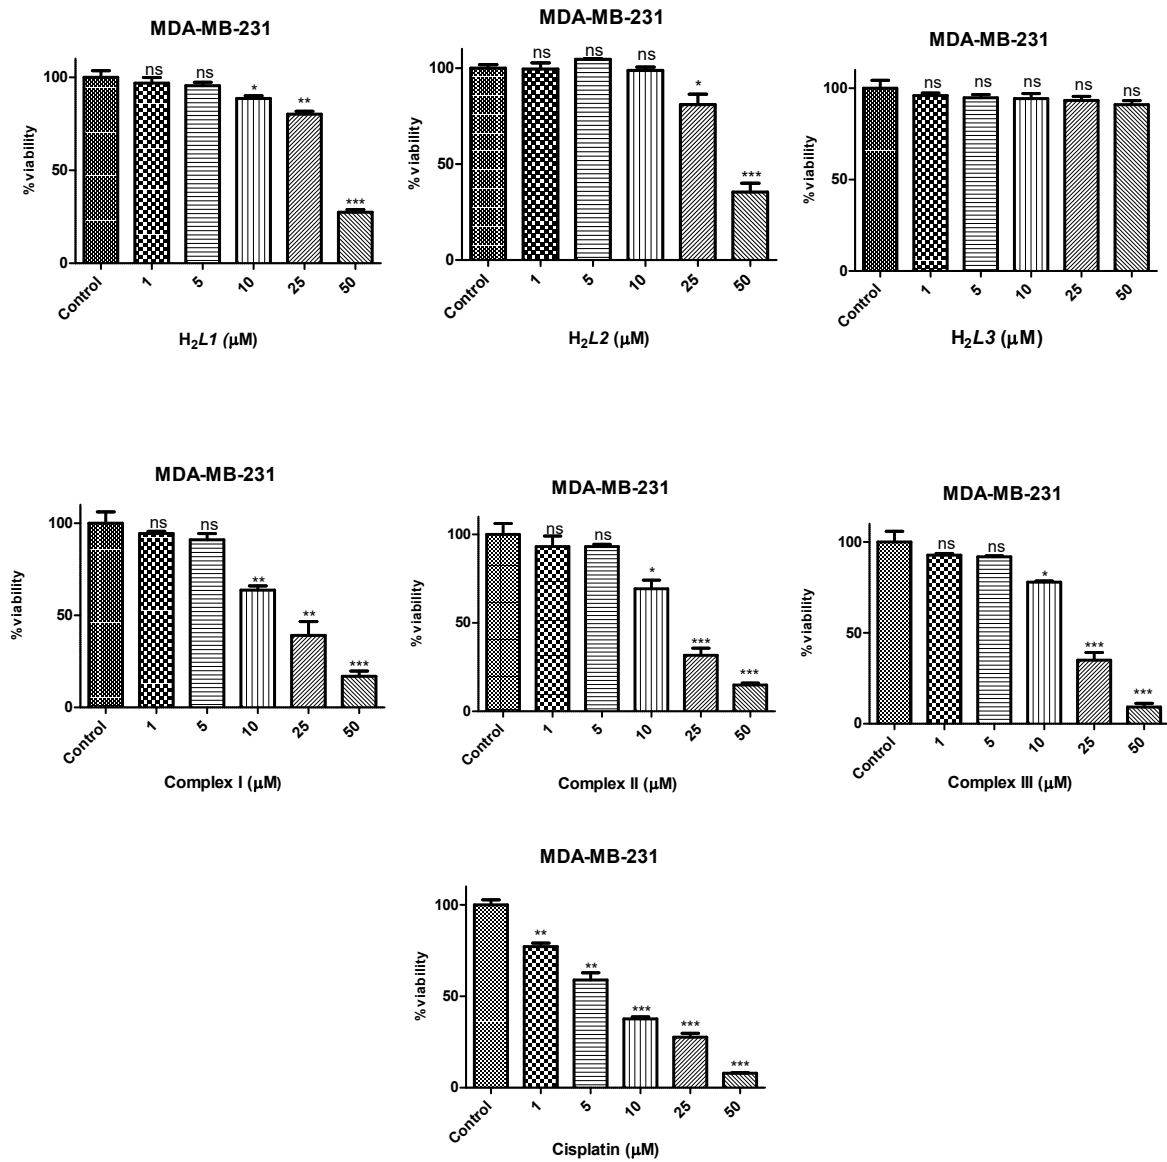 MDA-MB-231
ns
ns
*
**
***
100
50
0
%viability
Control
1
5
10
25
50
H₂L1 (μM)
MDA-MB-231
ns
ns
ns
*
***
100
50
0
%viability
Control
1
5
10
25
50
H₂L2 (μM)
MDA-MB-231
ns
ns
ns
ns
ns
100
50
0
%viability
Control
1
5
10
25
50
H₂L3 (μM)
MDA-MB-231
ns
ns
**
**
***
100
50
0
%viability
Control
1
5
10
25
50
Complex I (μM)
MDA-MB-231
ns
ns
*
***
***
100
50
0
%viability
Control
1
5
10
25
50
Complex II (μM)
MDA-MB-231
ns
ns
*
***
***
100
50
0
%viability
Control
1
5
10
25
50
Complex III (μM)
MDA-MB-231
**
**
***
***
***
100
50
0
%viability
Control
1
5
10
25
50
Cisplatin (μM)